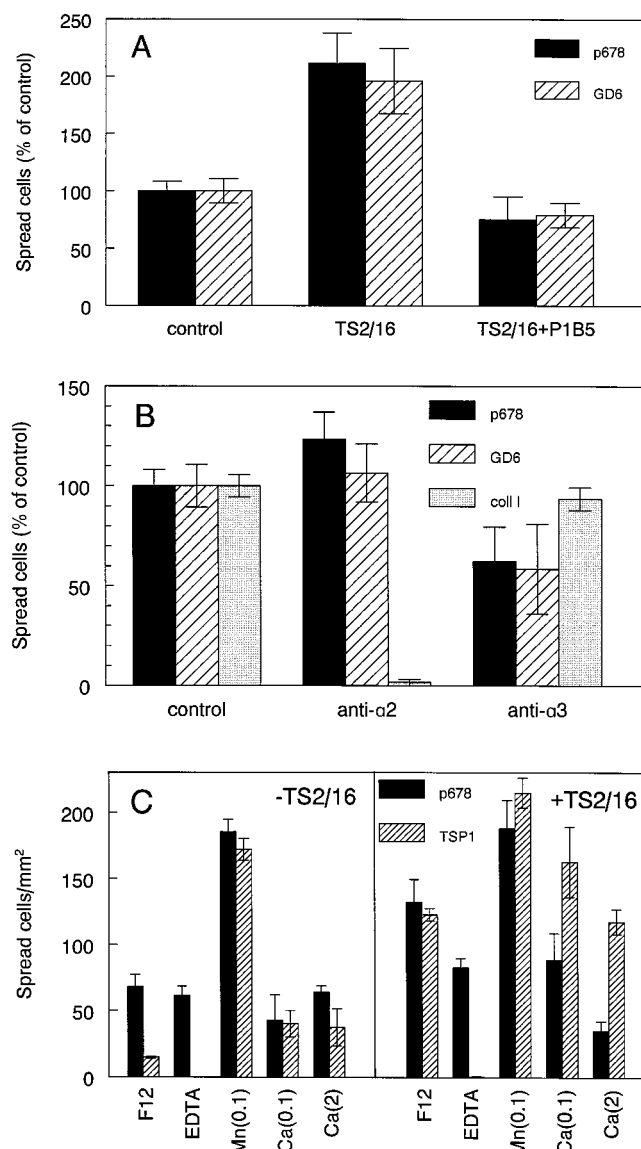 A
Spread cells (% of control)
250
200
150
100
50
0
p678
GD6
control
TS2/16
TS2/16+P1B5
B
Spread cells (% of control)
150
100
50
0
p678
GD6
coll I
control
anti-α2
anti-α3
C
-TS2/16
+TS2/16
Spread cells/mm²
200
150
100
50
0
p678
TSP1
F12
EDTA
Mn(0.1)
Ca(0.1)
Ca(2)
F12
EDTA
Mn(0.1)
Ca(0.1)
Ca(2)